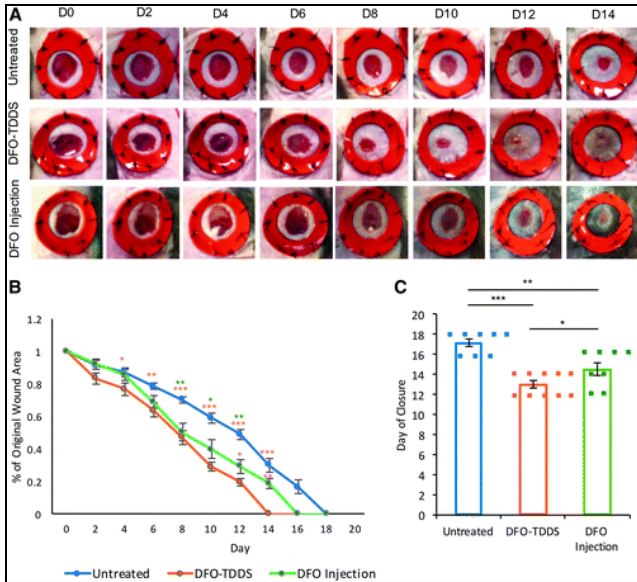 A
D0 D2 D4 D6 D8 D10 D12 D14
Untreated
DFO-TDDS
DFO Injection
B
1.2
1
0.8
0.6
0.4
0.2
0
% of Original Wound Area
* ** ** *** * *** ** *** * *** **
0 2 4 6 8 10 12 14 16 18 20
Day
Untreated DFO-TDDS DFO Injection
C
**
***
*
20
18
16
14
12
10
8
6
4
2
0
Day of Closure
Untreated DFO-TDDS DFO
Injection